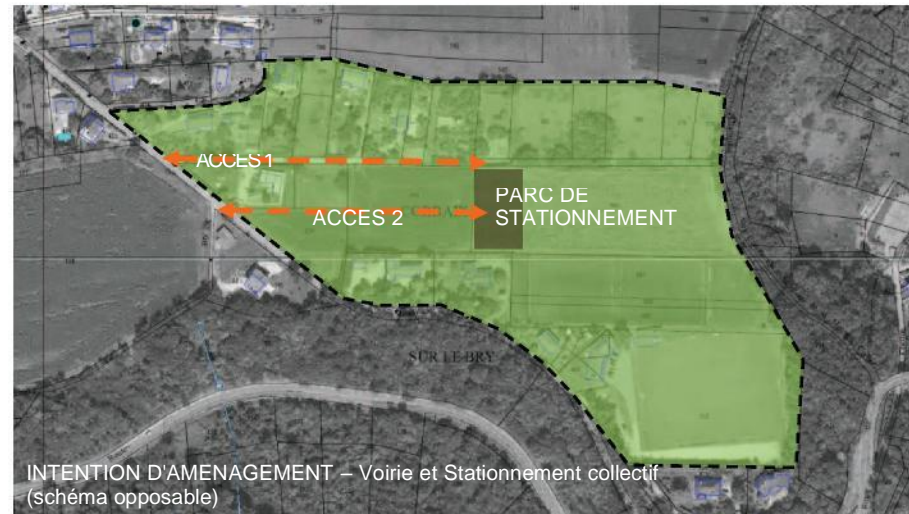 ACCES 1
PARC DE
STATIONNEMENT
ACCES 2
SUR LE BRY
INTENTION D'AMENAGEMENT – Voirie et Stationnement collectif
(schéma opposable)